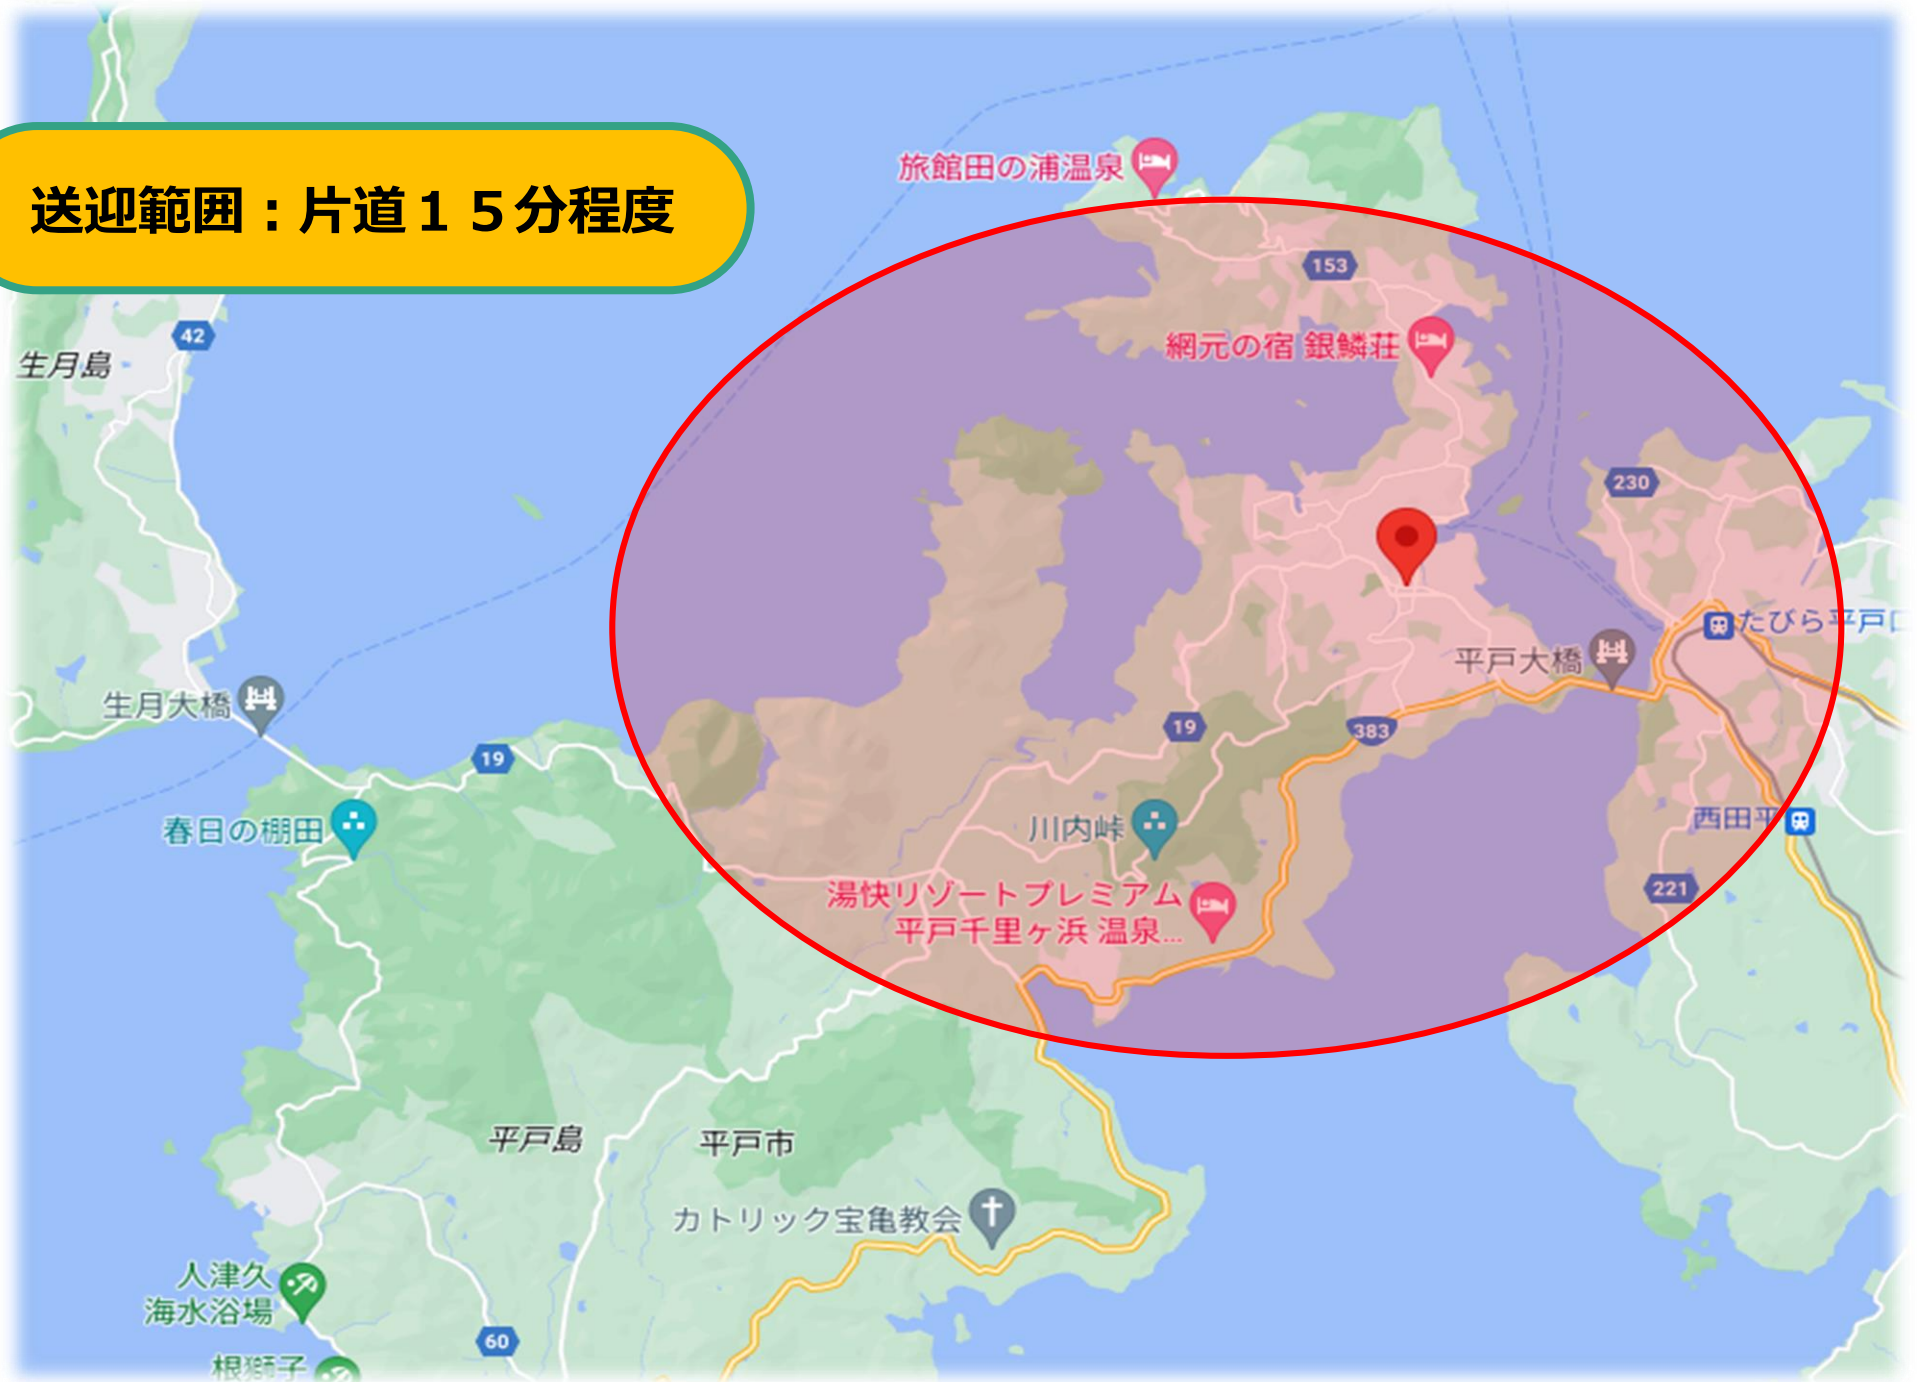 送迎範囲：片道１５分程度
旅館田の浦温泉
153
42
網元の宿 銀鱗荘
生月島
230
たびら平戸口
平戸大橋
生月大橋
19
383
19
春日の棚田
川内峠
西田平
221
湯快リゾートプレミアム
平戸千里ヶ浜 温泉...
平戸島
平戸市
カトリック宝亀教会
人津久
海水浴場
60
根獅子